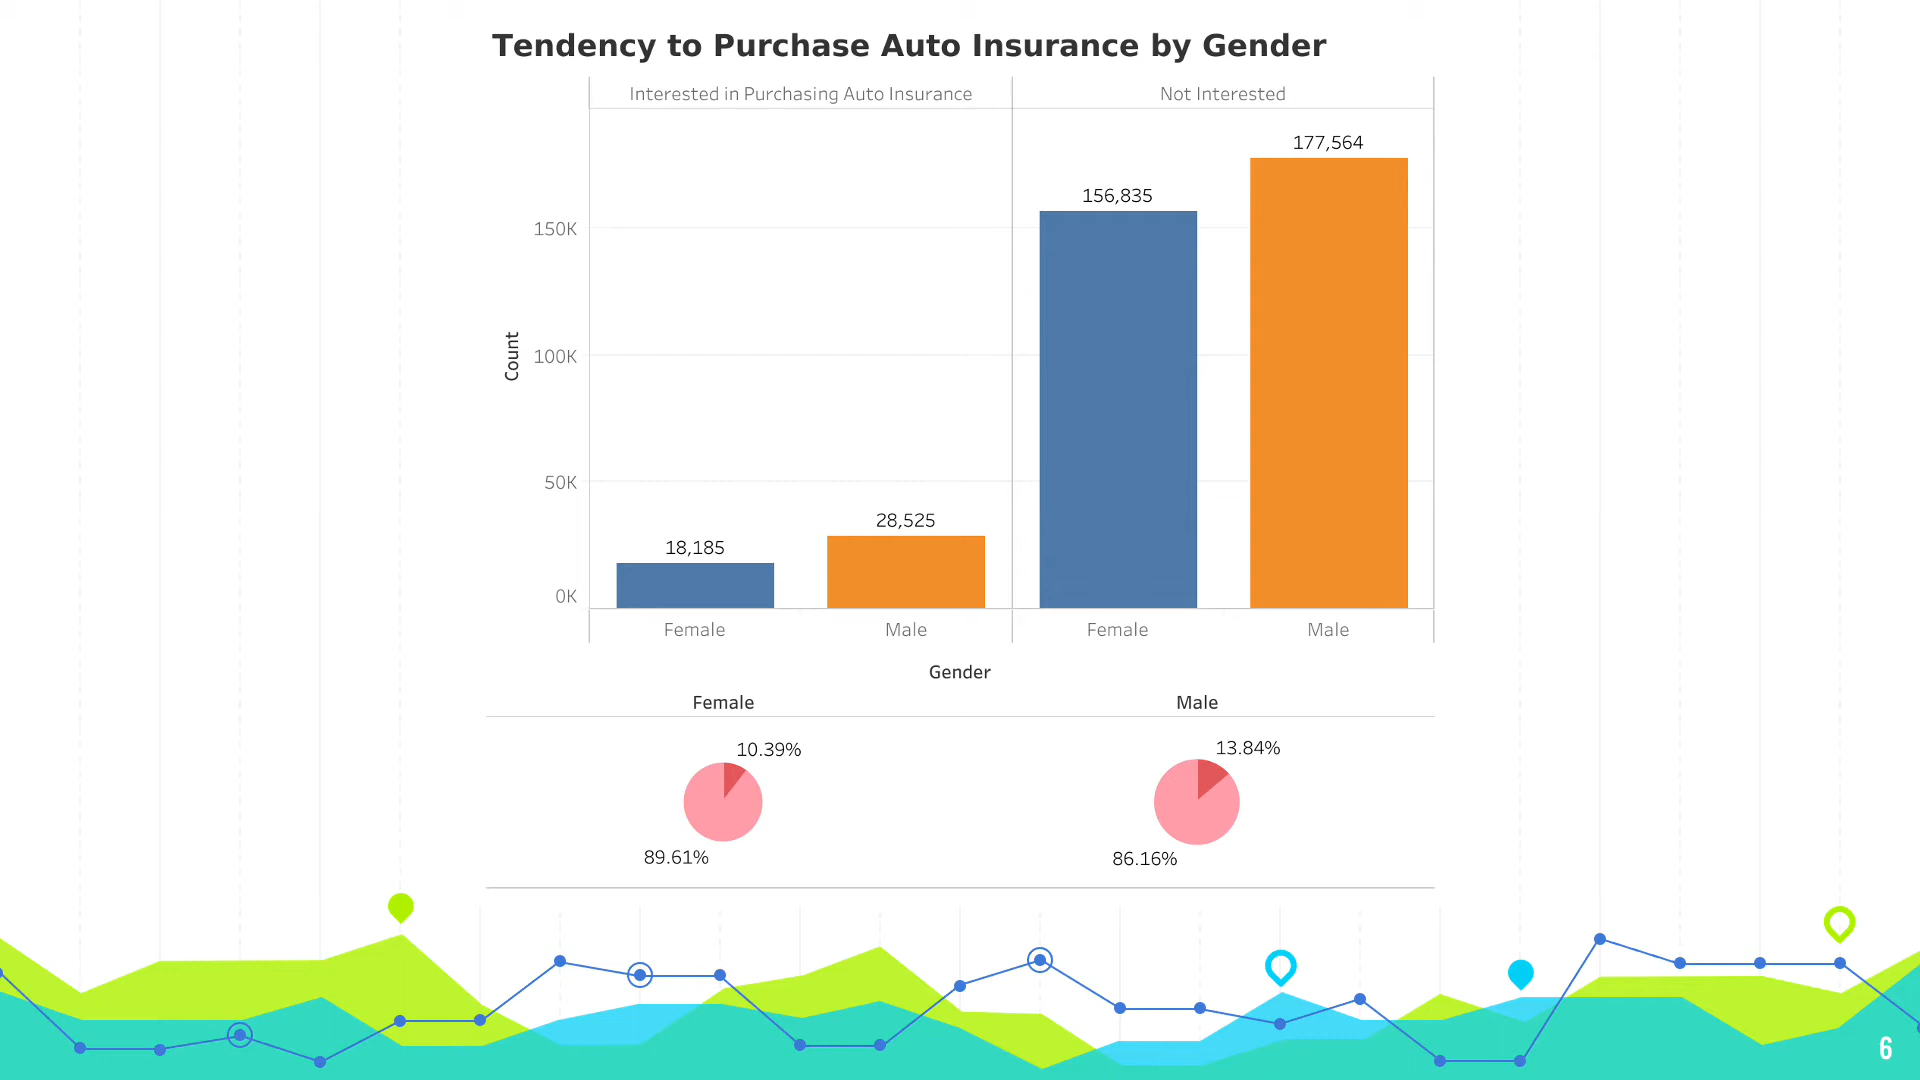 Tendency to Purchase Auto Insurance by Gender
Interested in Purchasing Auto Insurance Not Interested
177,564
156,835
150K
100K
Count
50K
28,525
18,185
0K
Female Male Female Male
Gender
Female Male
10.39% 13.84%
89.61% 86.16%
6